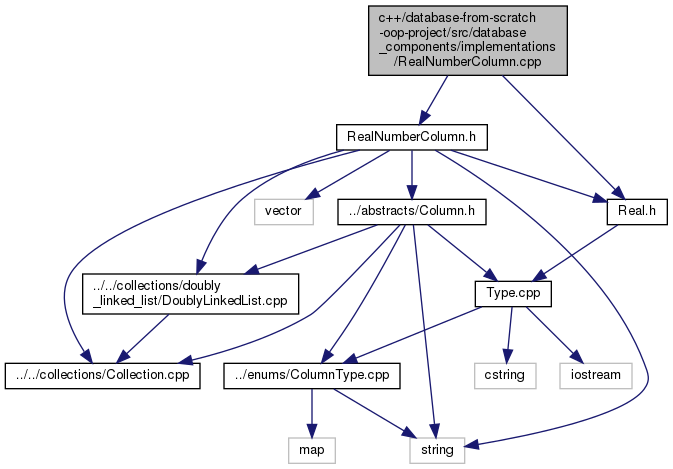 c++/database-from-scratch
-oop-project/src/database
_components/implementations
/RealNumberColumn.cpp
RealNumberColumn.h
vector
../abstracts/Column.h
Real.h
../../collections/doubly
_linked_list/DoublyLinkedList.cpp
Type.cpp
../../collections/Collection.cpp
../enums/ColumnType.cpp
cstring
iostream
map
string